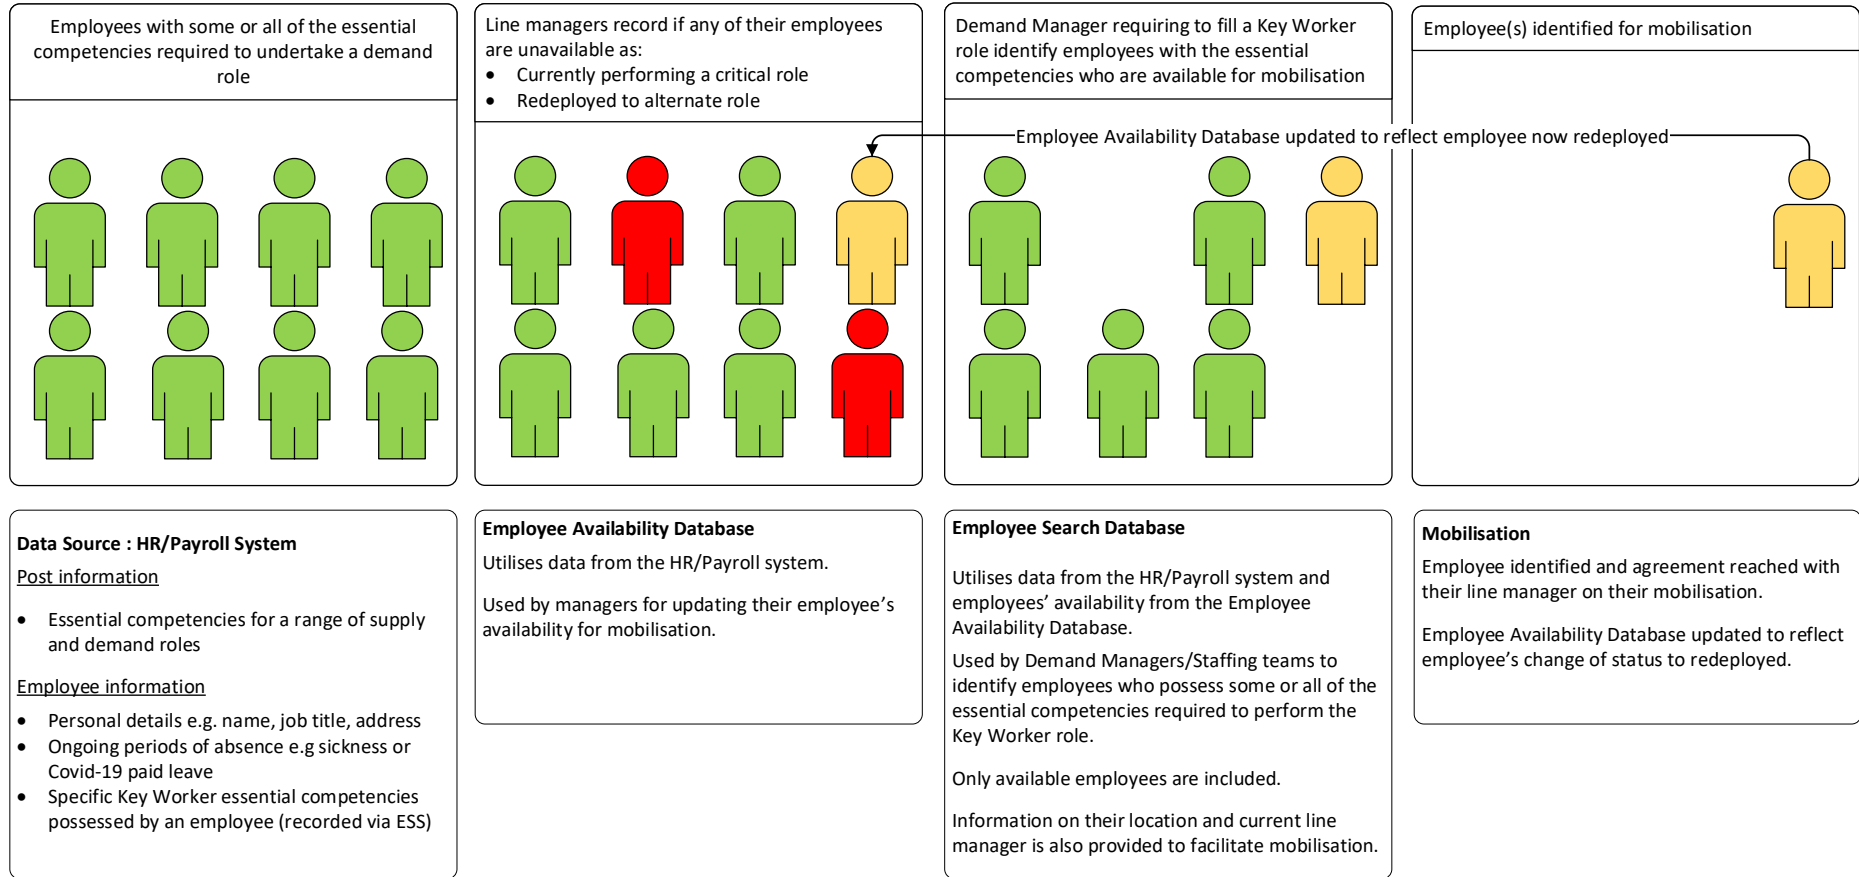 Employees with some or all of the essential
competencies required to undertake a demand
role
Line managers record if any of their employees
are unavailable as:
• Currently performing a critical role
• Redeployed to alternate role
Demand Manager requiring to fill a Key Worker
role identify employees with the essential
competencies who are available for mobilisation
Employee(s) identified for mobilisation
Employee Availability Database updated to reflect employee now redeployed
Data Source : HR/Payroll System
Post information
• Essential competencies for a range of supply
and demand roles
Employee information
• Personal details e.g. name, job title, address
• Ongoing periods of absence e.g sickness or
Covid-19 paid leave
• Specific Key Worker essential competencies
possessed by an employee (recorded via ESS)
Employee Availability Database
Utilises data from the HR/Payroll system.
Used by managers for updating their employee’s
availability for mobilisation.
Employee Search Database
Utilises data from the HR/Payroll system and
employees’ availability from the Employee
Availability Database.
Used by Demand Managers/Staffing teams to
identify employees who possess some or all of the
essential competencies required to perform the
Key Worker role.
Only available employees are included.
Information on their location and current line
manager is also provided to facilitate mobilisation.
Mobilisation
Employee identified and agreement reached with
their line manager on their mobilisation.
Employee Availability Database updated to reflect
employee’s change of status to redeployed.